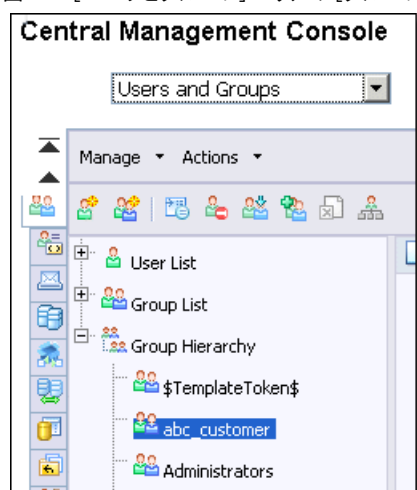 Central Management Console
Users and Groups
Manage Actions
User List
Group List
Group Hierarchy
$TemplateToken$
abc_customer
Administrators